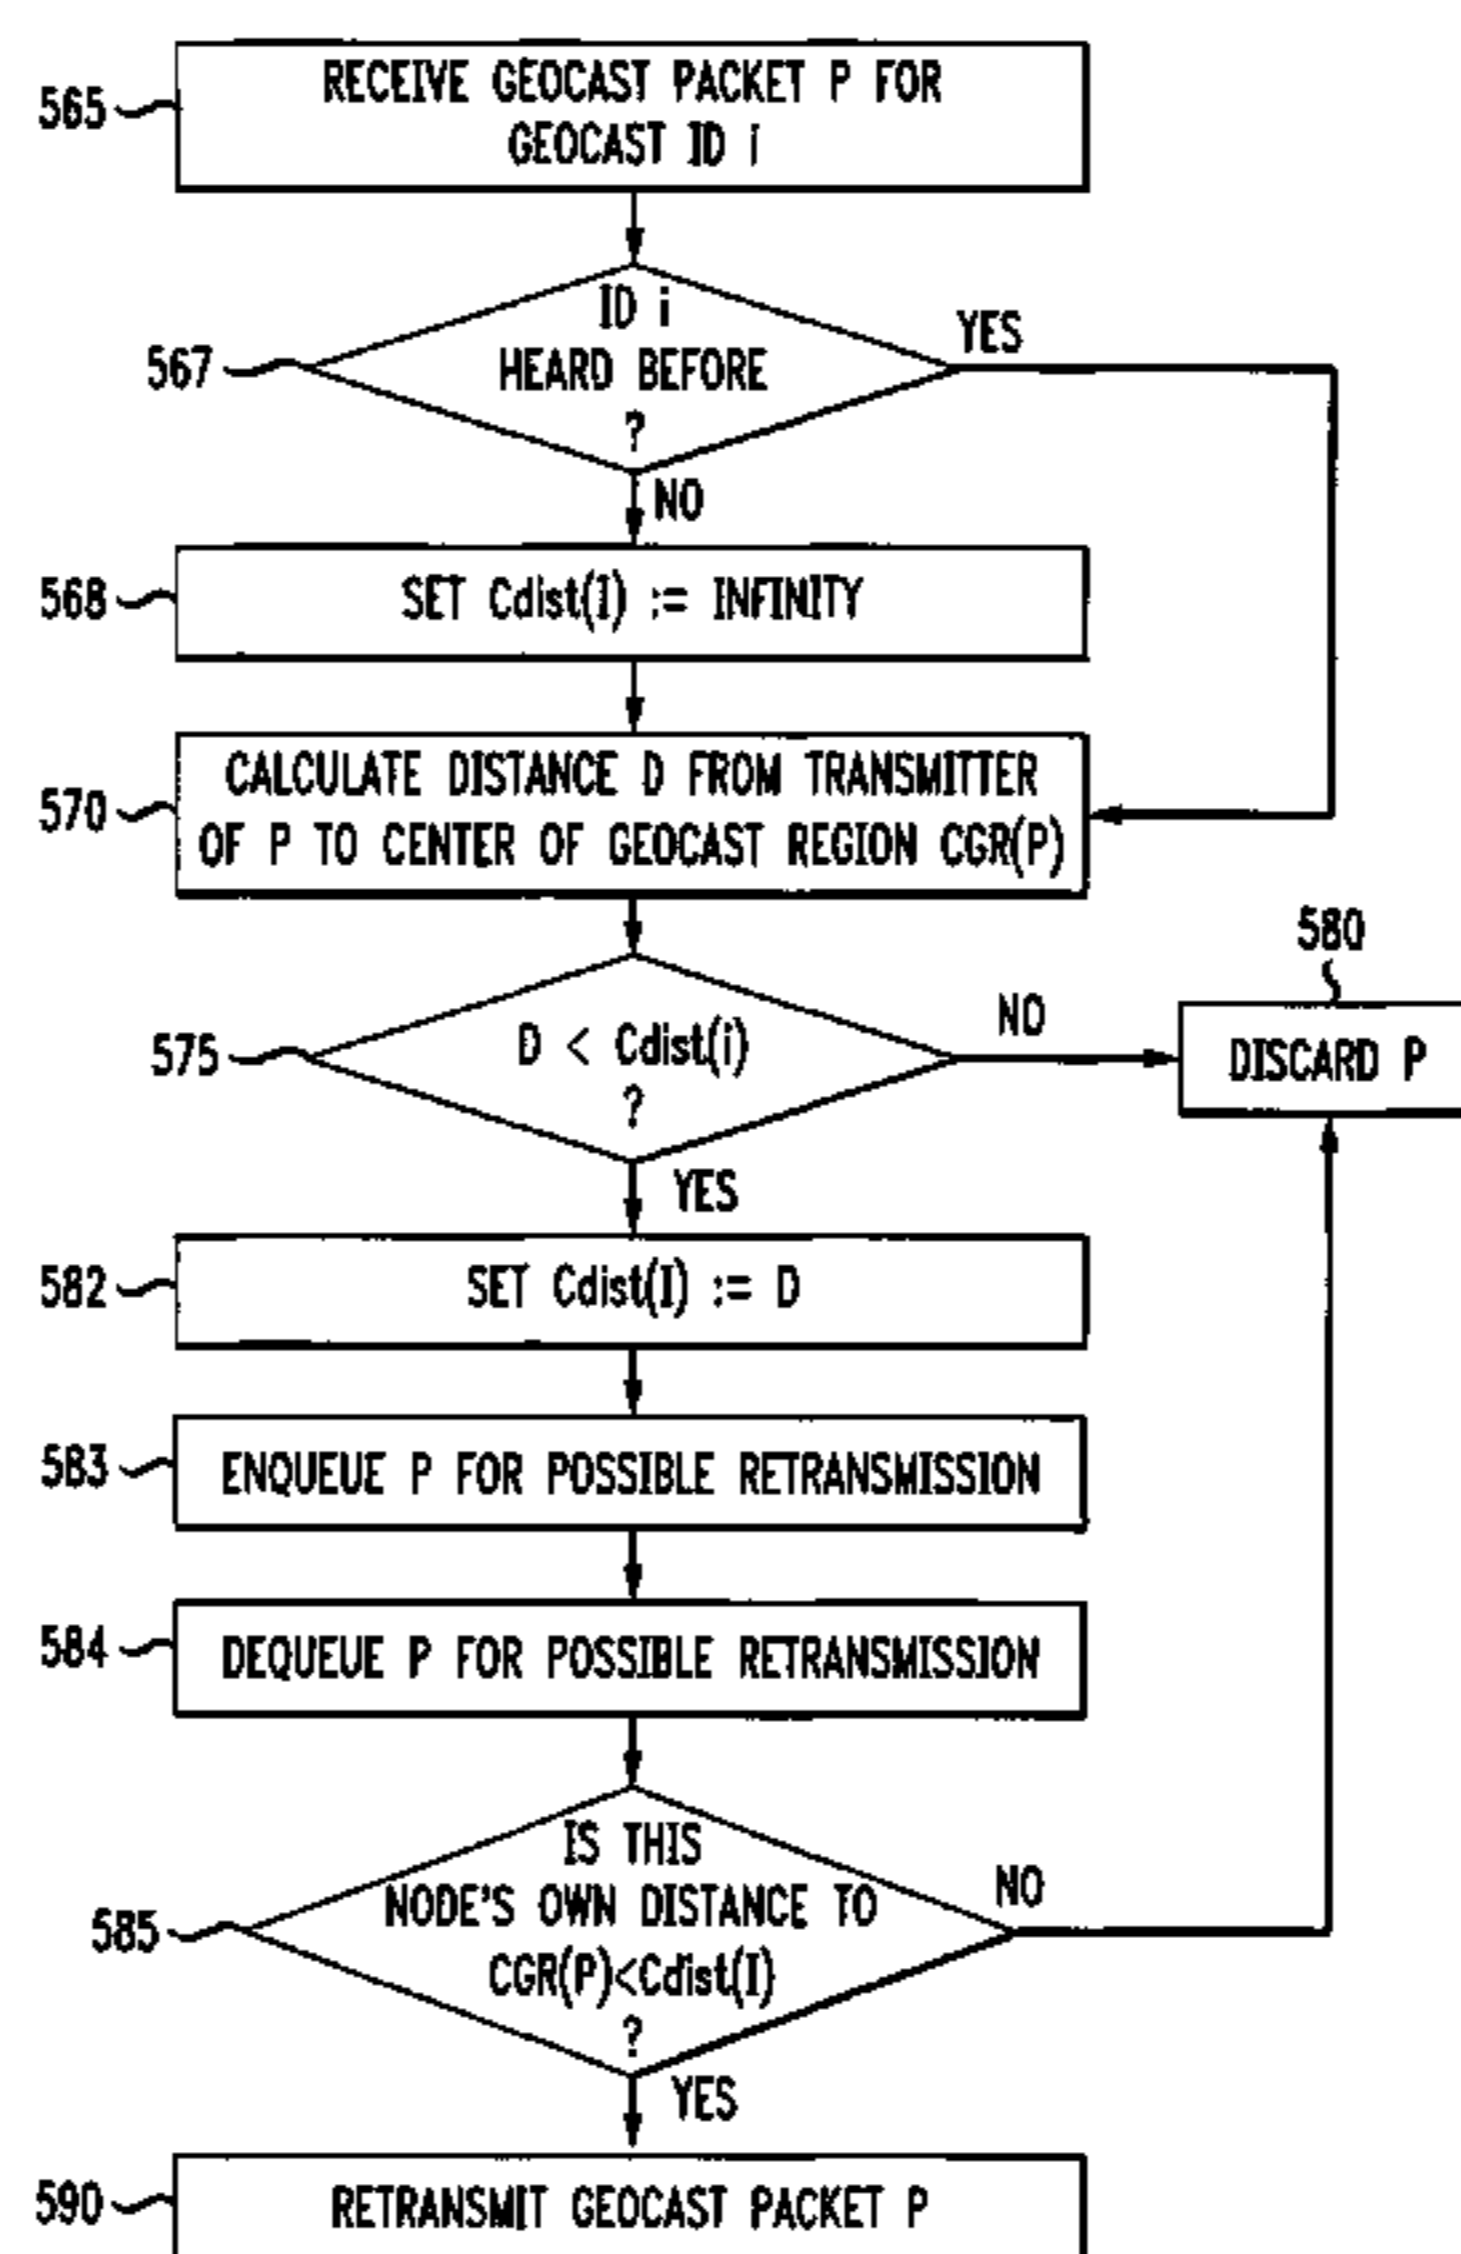 565
RECEIVE GEOCAST PACKET P FOR
GEOCAST ID i
567
ID i
HEARD BEFORE
?
YES
NO
568
SET Cdist(I) := INFINITY
570
CALCULATE DISTANCE D FROM TRANSMITTER
OF P TO CENTER OF GEOCAST REGION CGR(P)
575
D < Cdist(i)
?
NO
580
DISCARD P
YES
582
SET Cdist(I) := D
583
ENQUEUE P FOR POSSIBLE RETRANSMISSION
584
DEQUEUE P FOR POSSIBLE RETRANSMISSION
585
IS THIS
NODE'S OWN DISTANCE TO
CGR(P)<Cdist(I)
?
NO
YES
590
RETRANSMIT GEOCAST PACKET P